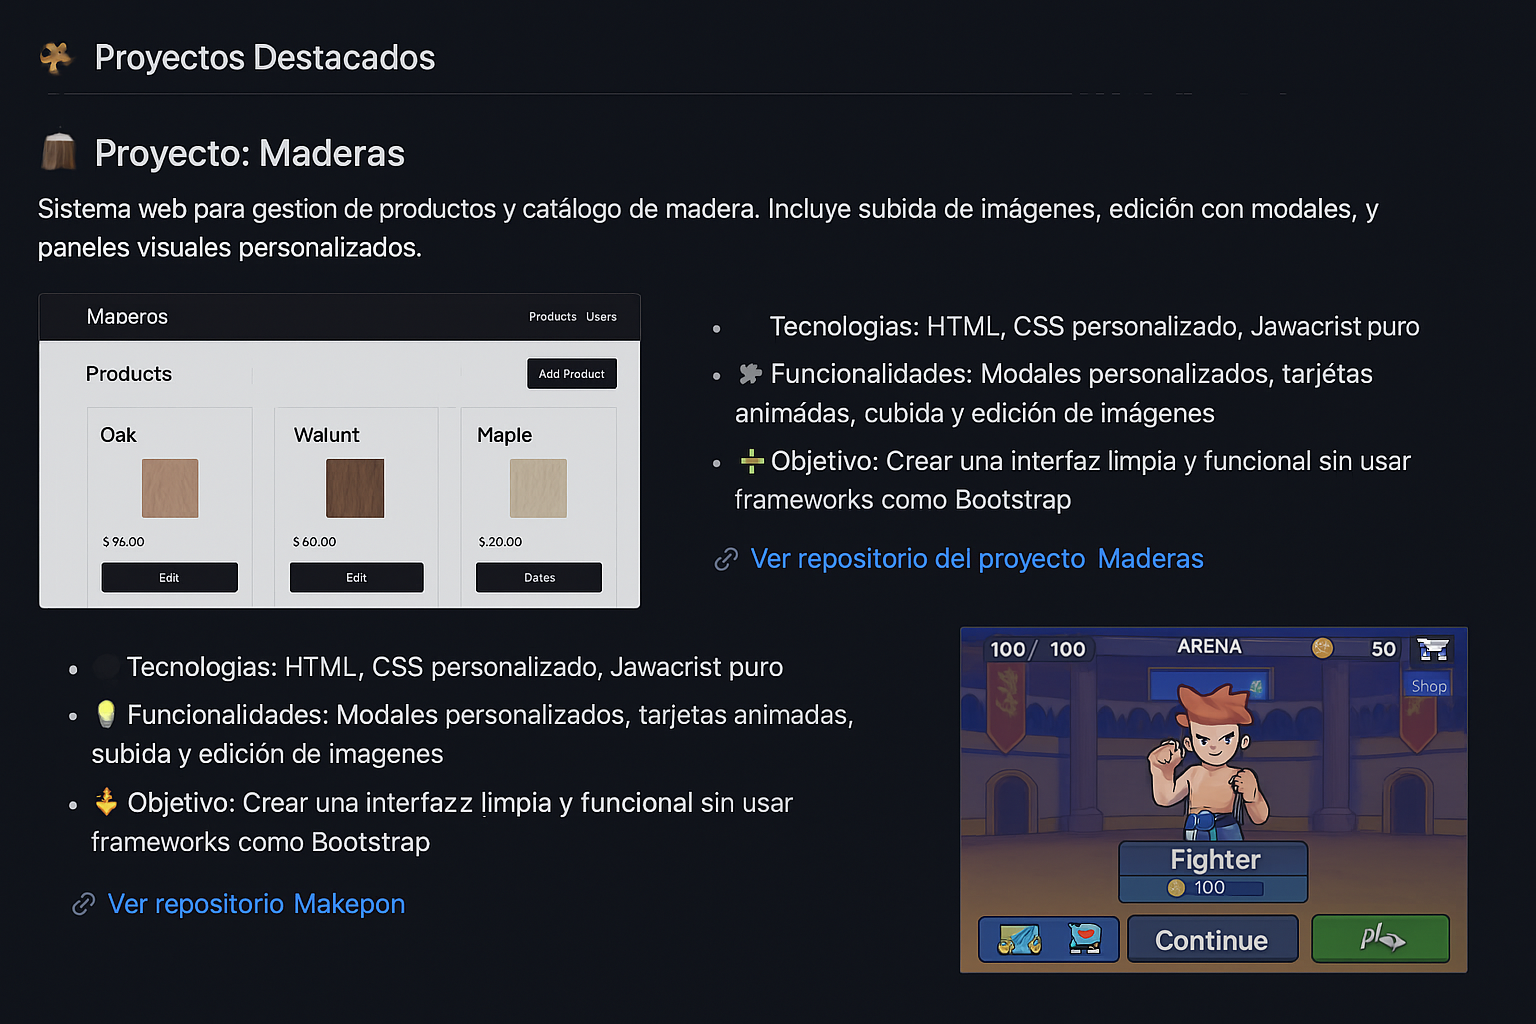 Proyectos Destacados
Proyecto: Maderas
Sistema web para gestion de productos y catálogo de madera. Incluye subida de imágenes, edición con modales, y
paneles visuales personalizados.
Maperos
Products Users
Products
Add Product
Oak
Walunt
Maple
$ 96.00
$ 60.00
$.20.00
Edit
Edit
Dates
Tecnologias: HTML, CSS personalizado, Jawacrist puro
Funcionalidades: Modales personalizados, tarjétas
animádas, cubida y edición de imágenes
Objetivo: Crear una interfaz limpia y funcional sin usar
frameworks como Bootstrap
Ver repositorio del proyecto Maderas
Tecnologias: HTML, CSS personalizado, Jawacrist puro
Funcionalidades: Modales personalizados, tarjetas animadas,
subida y edición de imagenes
Objetivo: Crear una interfazz limpia y funcional sin usar
frameworks como Bootstrap
Ver repositorio Makepon
100/ 100
ARENA
50
Shop
Fighter
100
Continue